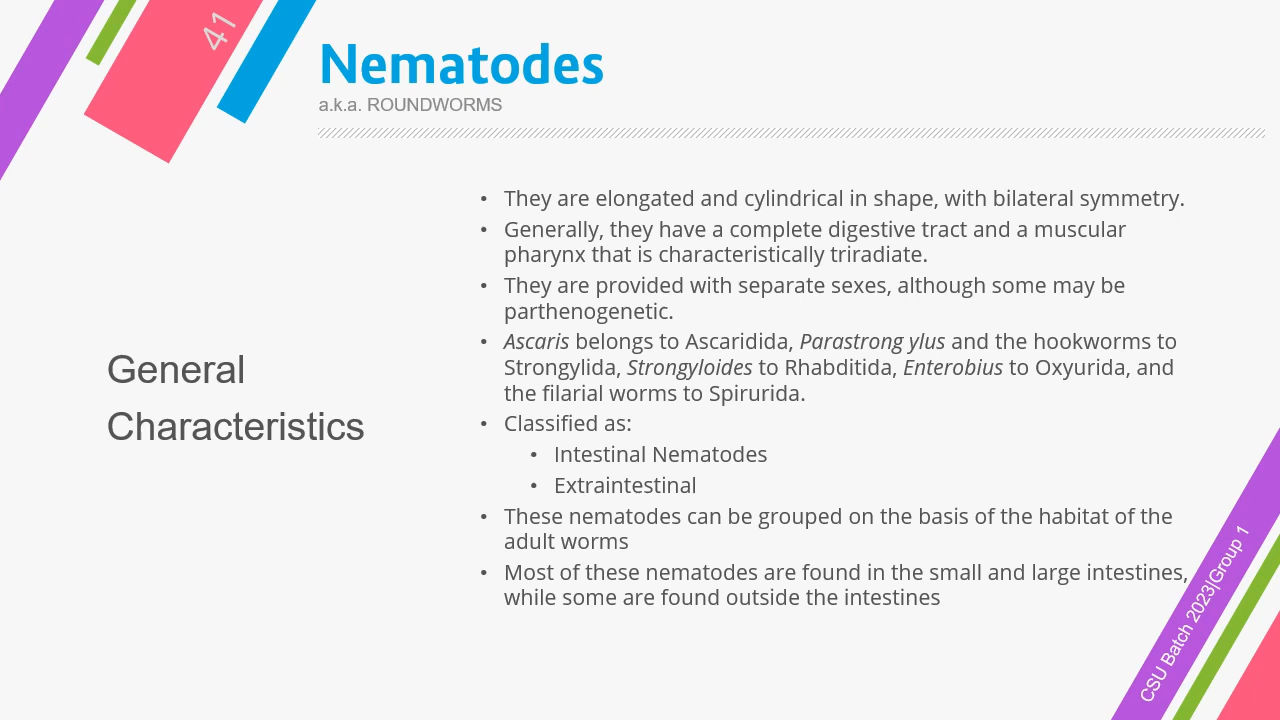 41
Nematodes
a.k.a. ROUNDWORMS
General
Characteristics
• They are elongated and cylindrical in shape, with bilateral symmetry.
• Generally, they have a complete digestive tract and a muscular
pharynx that is characteristically triradiate.
• They are provided with separate sexes, although some may be
parthenogenetic.
• Ascaris belongs to Ascaridida, Parastrong ylus and the hookworms to
Strongylida, Strongyloides to Rhabditida, Enterobius to Oxyurida, and
the filarial worms to Spirurida.
• Classified as:
• Intestinal Nematodes
• Extraintestinal
• These nematodes can be grouped on the basis of the habitat of the
adult worms
• Most of these nematodes are found in the small and large intestines,
while some are found outside the intestines
CSU Batch 2023|Group 1